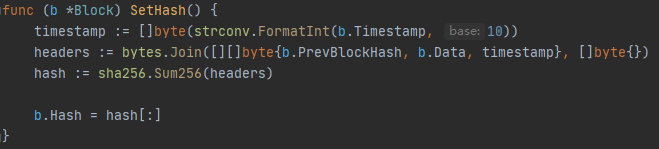 func (b *Block) SetHash() {
    timestamp := []byte(strconv.FormatInt(b.Timestamp, base: 10))
    headers := bytes.Join([][]byte{b.PrevBlockHash, b.Data, timestamp}, []byte{})
    hash := sha256.Sum256(headers)

    b.Hash = hash[:]
}